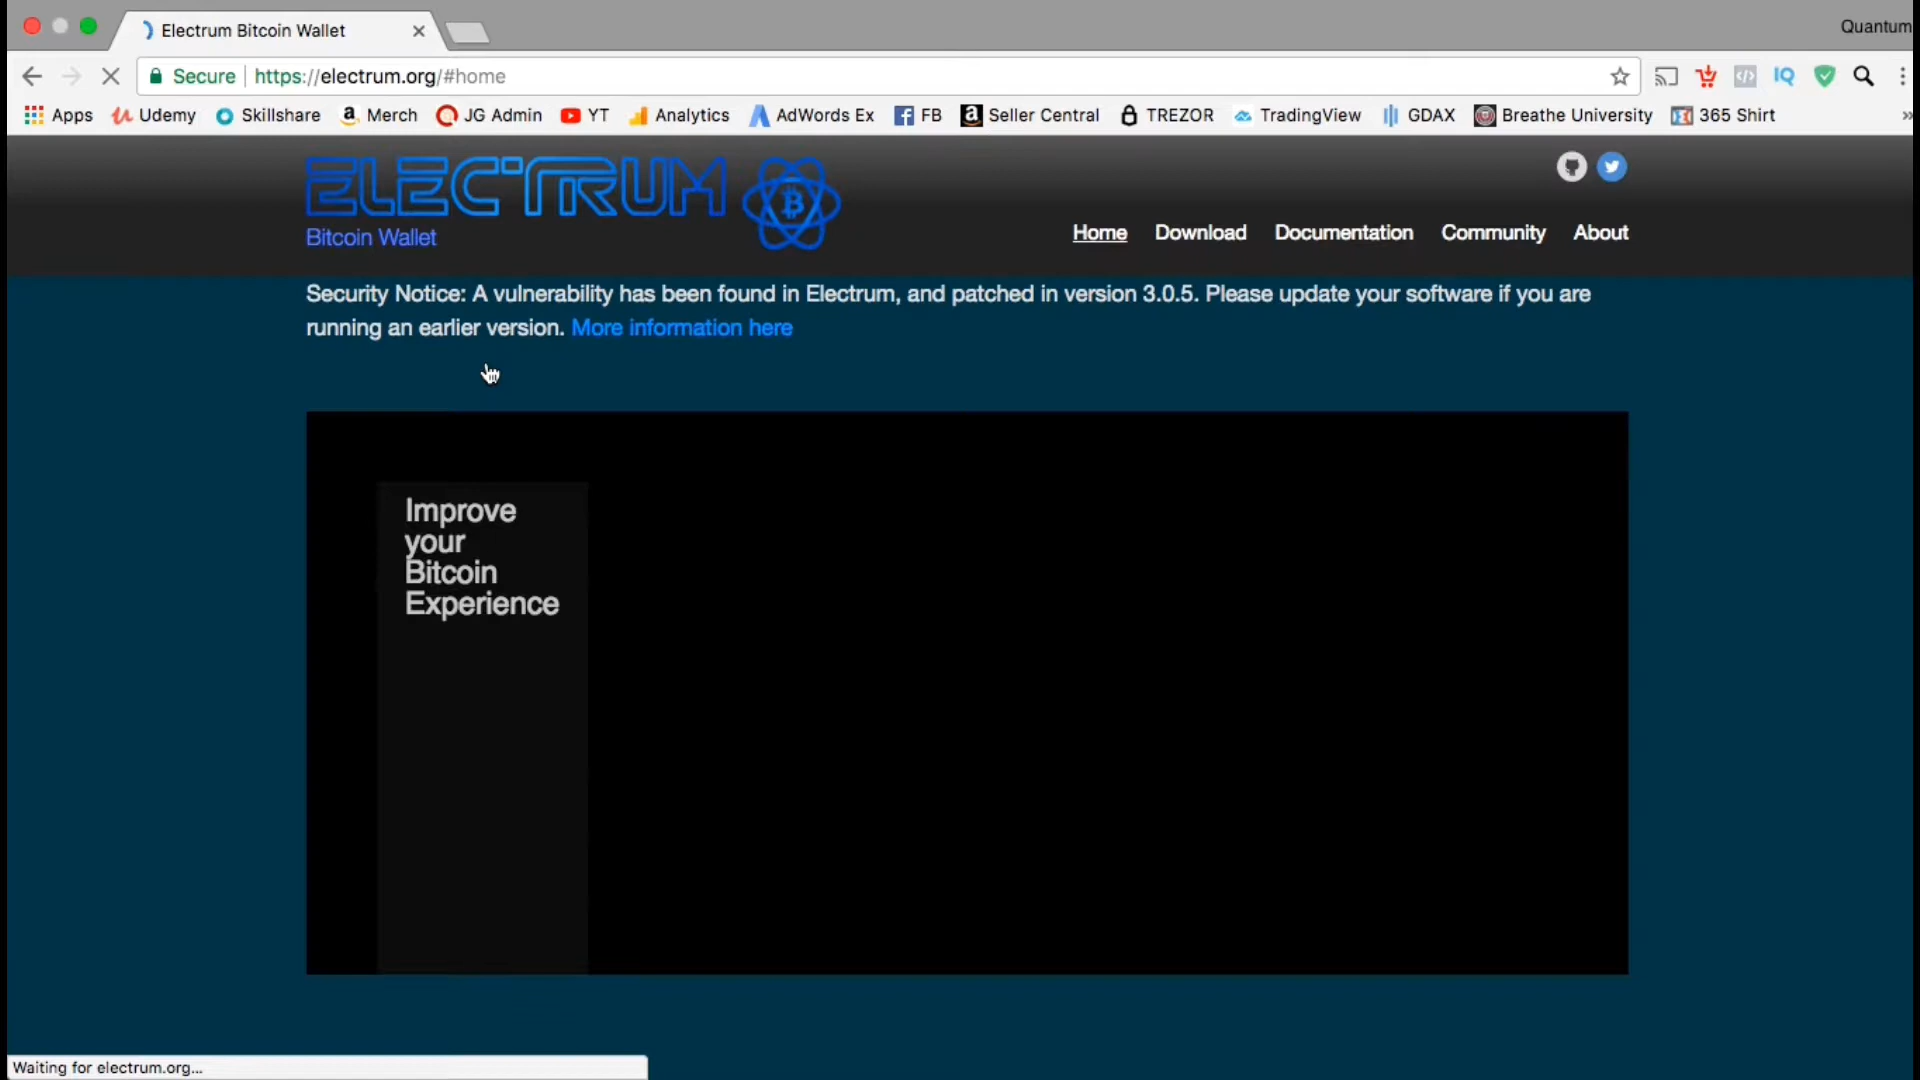 Electrum Bitcoin Wallet
Quantum
Secure https://electrum.org/#home
IQ
Apps Udemy Skillshare Merch JG Admin YT Analytics AdWords Ex FB Seller Central TREZOR TradingView GDAX Breathe University 365 Shirt »
ELECTRUM
Bitcoin Wallet
Home Download Documentation Community About
Security Notice: A vulnerability has been found in Electrum, and patched in version 3.0.5. Please update your software if you are
running an earlier version. More information here
Improve
your
Bitcoin
Experience
Waiting for electrum.org...